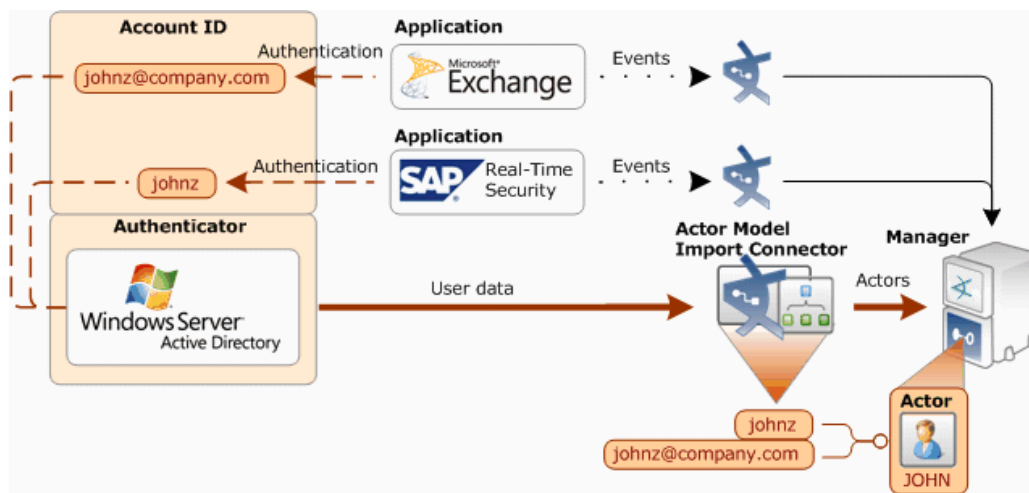 Account ID
Application
Authentication
Microsoft®
Exchange
Events
johnz@company.com
Application
Authentication
SAP
Real-Time
Security
Events
johnz
Authenticator
Actor Model
Import Connector
Manager
Windows Server
Active Directory
User data
Actors
Actor
JOHN
johnz
johnz@company.com